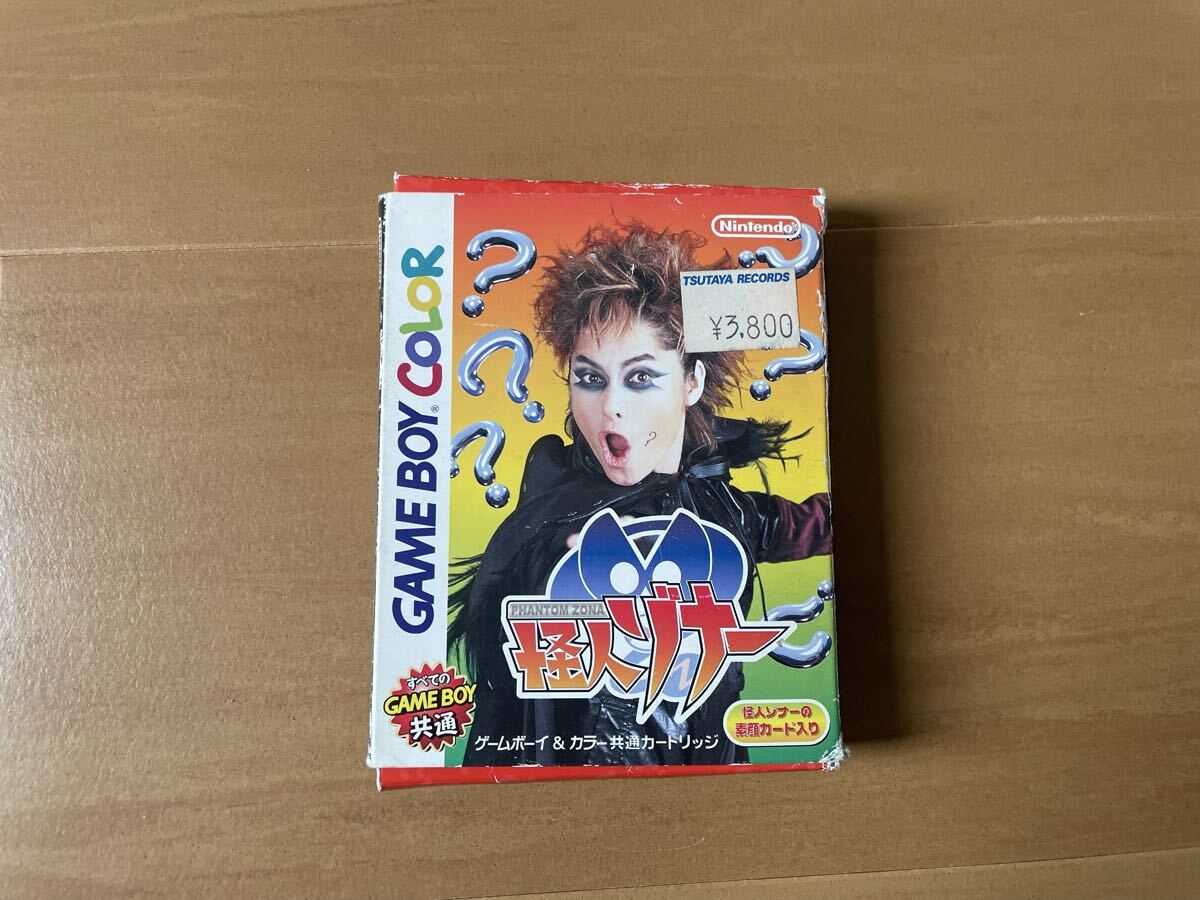 GAME BOY COLOR
Nintendo®
TSUTAYA RECORDS
¥3,800
?
PHANTOM ZONA
怪人ゾナー
すべての
GAME BOY
共通
ゲームボーイ & カラー共通カートリッジ
怪人ゾナーの
素顔カード入り